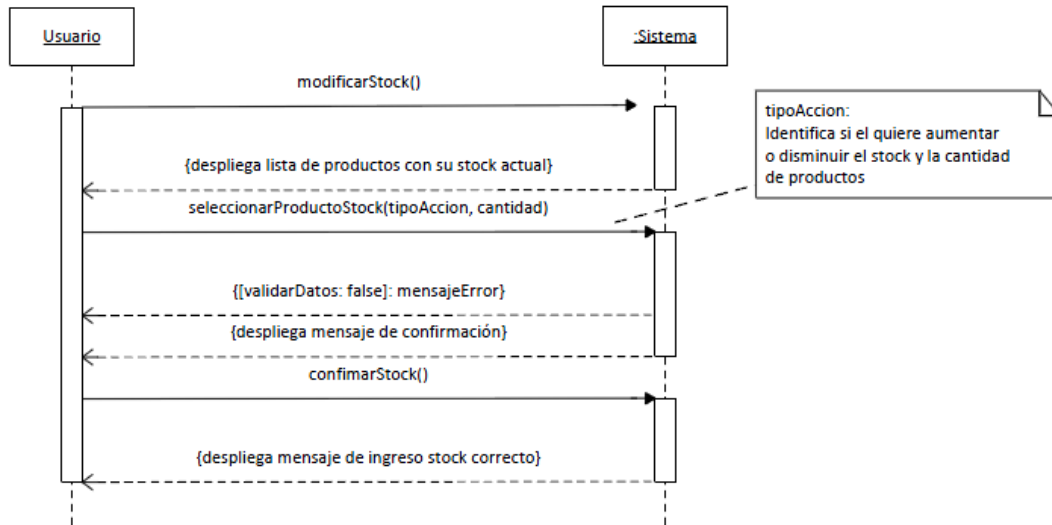 Usuario
:Sistema
modificarStock()
tipoAccion:
Identifica si el quiere aumentar
o disminuir el stock y la cantidad
de productos
{despliega lista de productos con su stock actual}
seleccionarProductoStock(tipoAccion, cantidad)
{[validarDatos: false]: mensajeError}
{despliega mensaje de confirmación}
confimarStock()
{despliega mensaje de ingreso stock correcto}